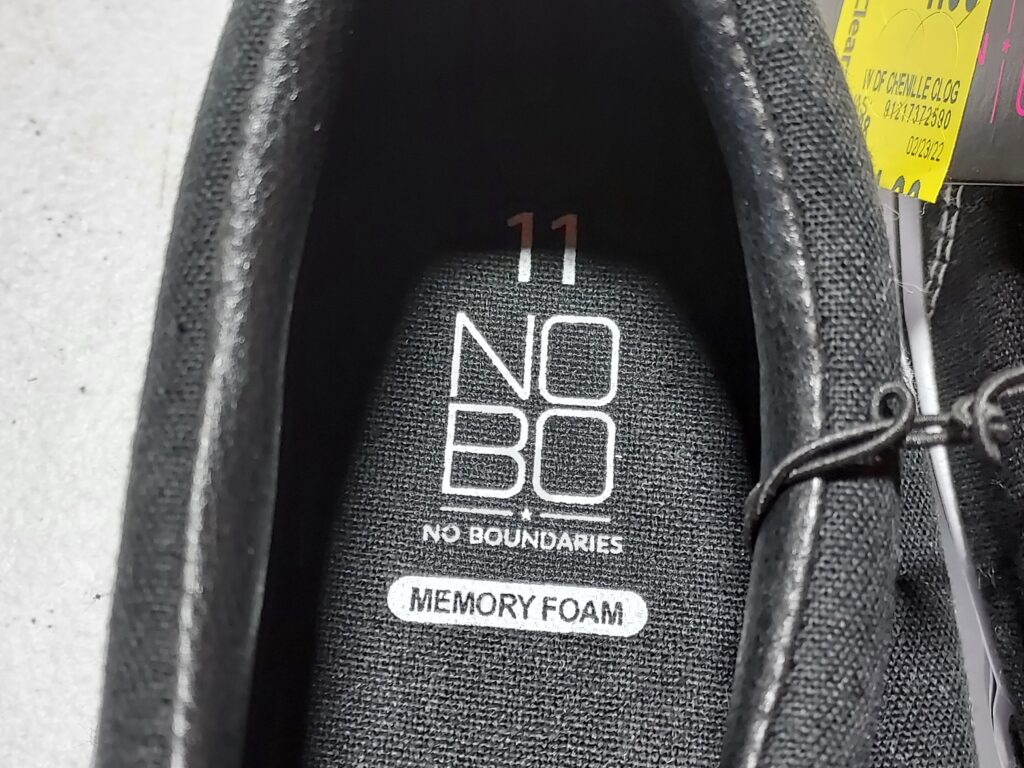 11
NO
BO
NO BOUNDARIES
MEMORY FOAM
W DF CHENILLE CLOG
02/23/22